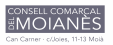 CONSELL COMARCAL
DEL MOIANÈS
Can Carner · c/Joies, 11-13 Moià